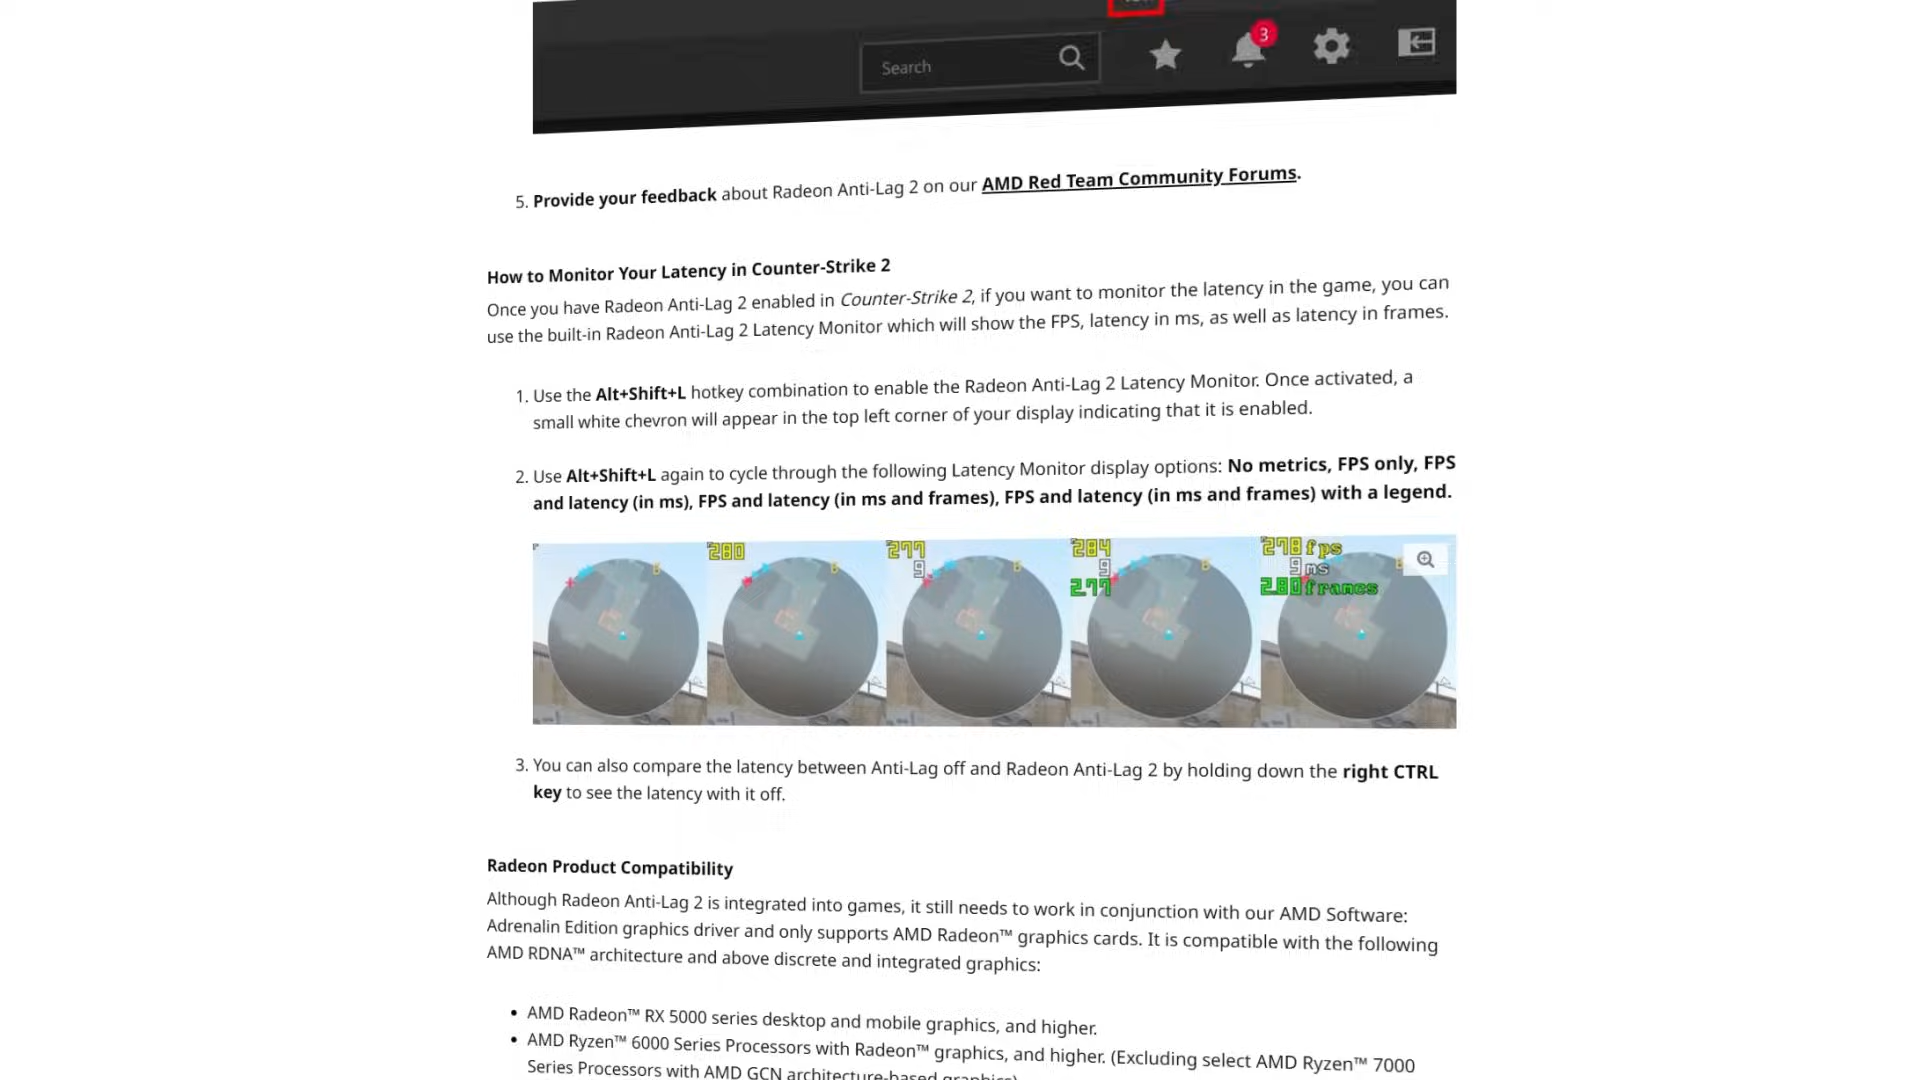 Search
3
5. Provide your feedback about Radeon Anti-Lag 2 on our AMD Red Team Community Forums.
How to Monitor Your Latency in Counter-Strike 2
Once you have Radeon Anti-Lag 2 enabled in Counter-Strike 2, if you want to monitor the latency in the game, you can
use the built-in Radeon Anti-Lag 2 Latency Monitor which will show the FPS, latency in ms, as well as latency in frames.
1. Use the Alt+Shift+L hotkey combination to enable the Radeon Anti-Lag 2 Latency Monitor. Once activated, a
small white chevron will appear in the top left corner of your display indicating that it is enabled.
2. Use Alt+Shift+L again to cycle through the following Latency Monitor display options: No metrics, FPS only, FPS
and latency (in ms), FPS and latency (in ms and frames), FPS and latency (in ms and frames) with a legend.
280
277
9
284
9
2.77
278 fps
9 ms
2.80 frames
3. You can also compare the latency between Anti-Lag off and Radeon Anti-Lag 2 by holding down the right CTRL
key to see the latency with it off.
Radeon Product Compatibility
Although Radeon Anti-Lag 2 is integrated into games, it still needs to work in conjunction with our AMD Software:
Adrenalin Edition graphics driver and only supports AMD Radeon™ graphics cards. It is compatible with the following
AMD RDNA™ architecture and above discrete and integrated graphics:
• AMD Radeon™ RX 5000 series desktop and mobile graphics, and higher.
• AMD Ryzen™ 6000 Series Processors with Radeon™ graphics, and higher. (Excluding select AMD Ryzen™ 7000
Series Processors with AMD GCN architecture-based graphics)